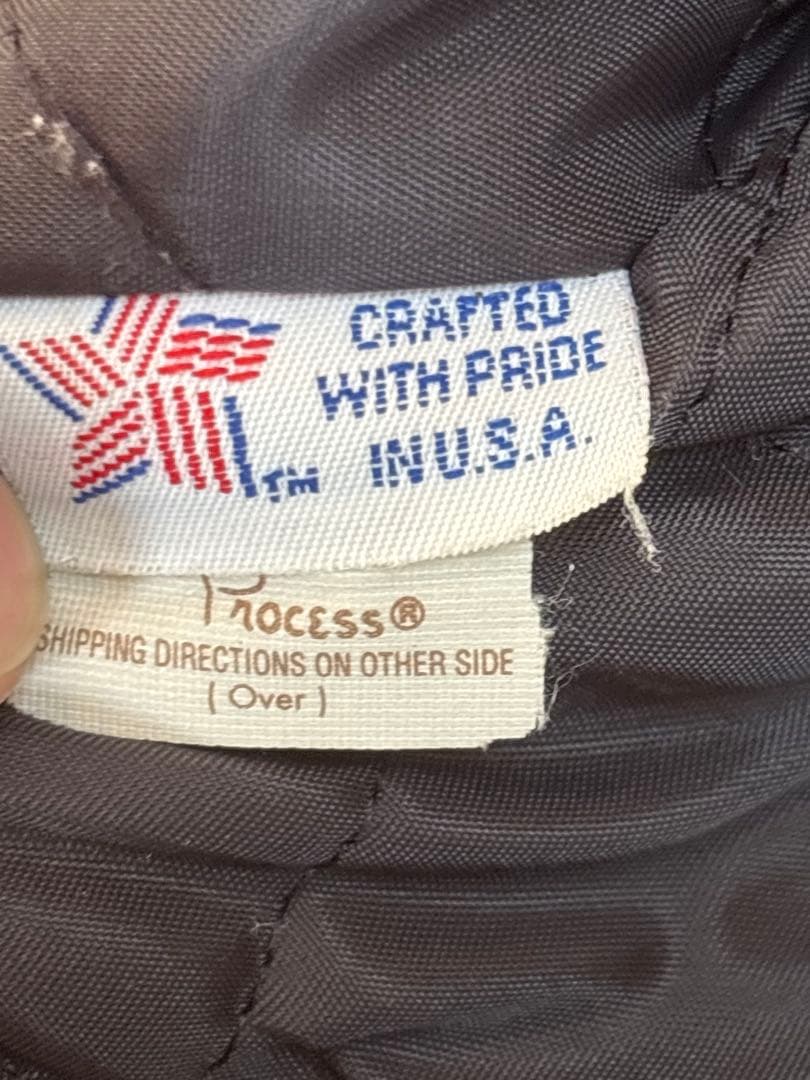 CRAFTED
WITH PRIDE
IN U.S.A.
TM
Process®
SHIPPING DIRECTIONS ON OTHER SIDE
( Over )